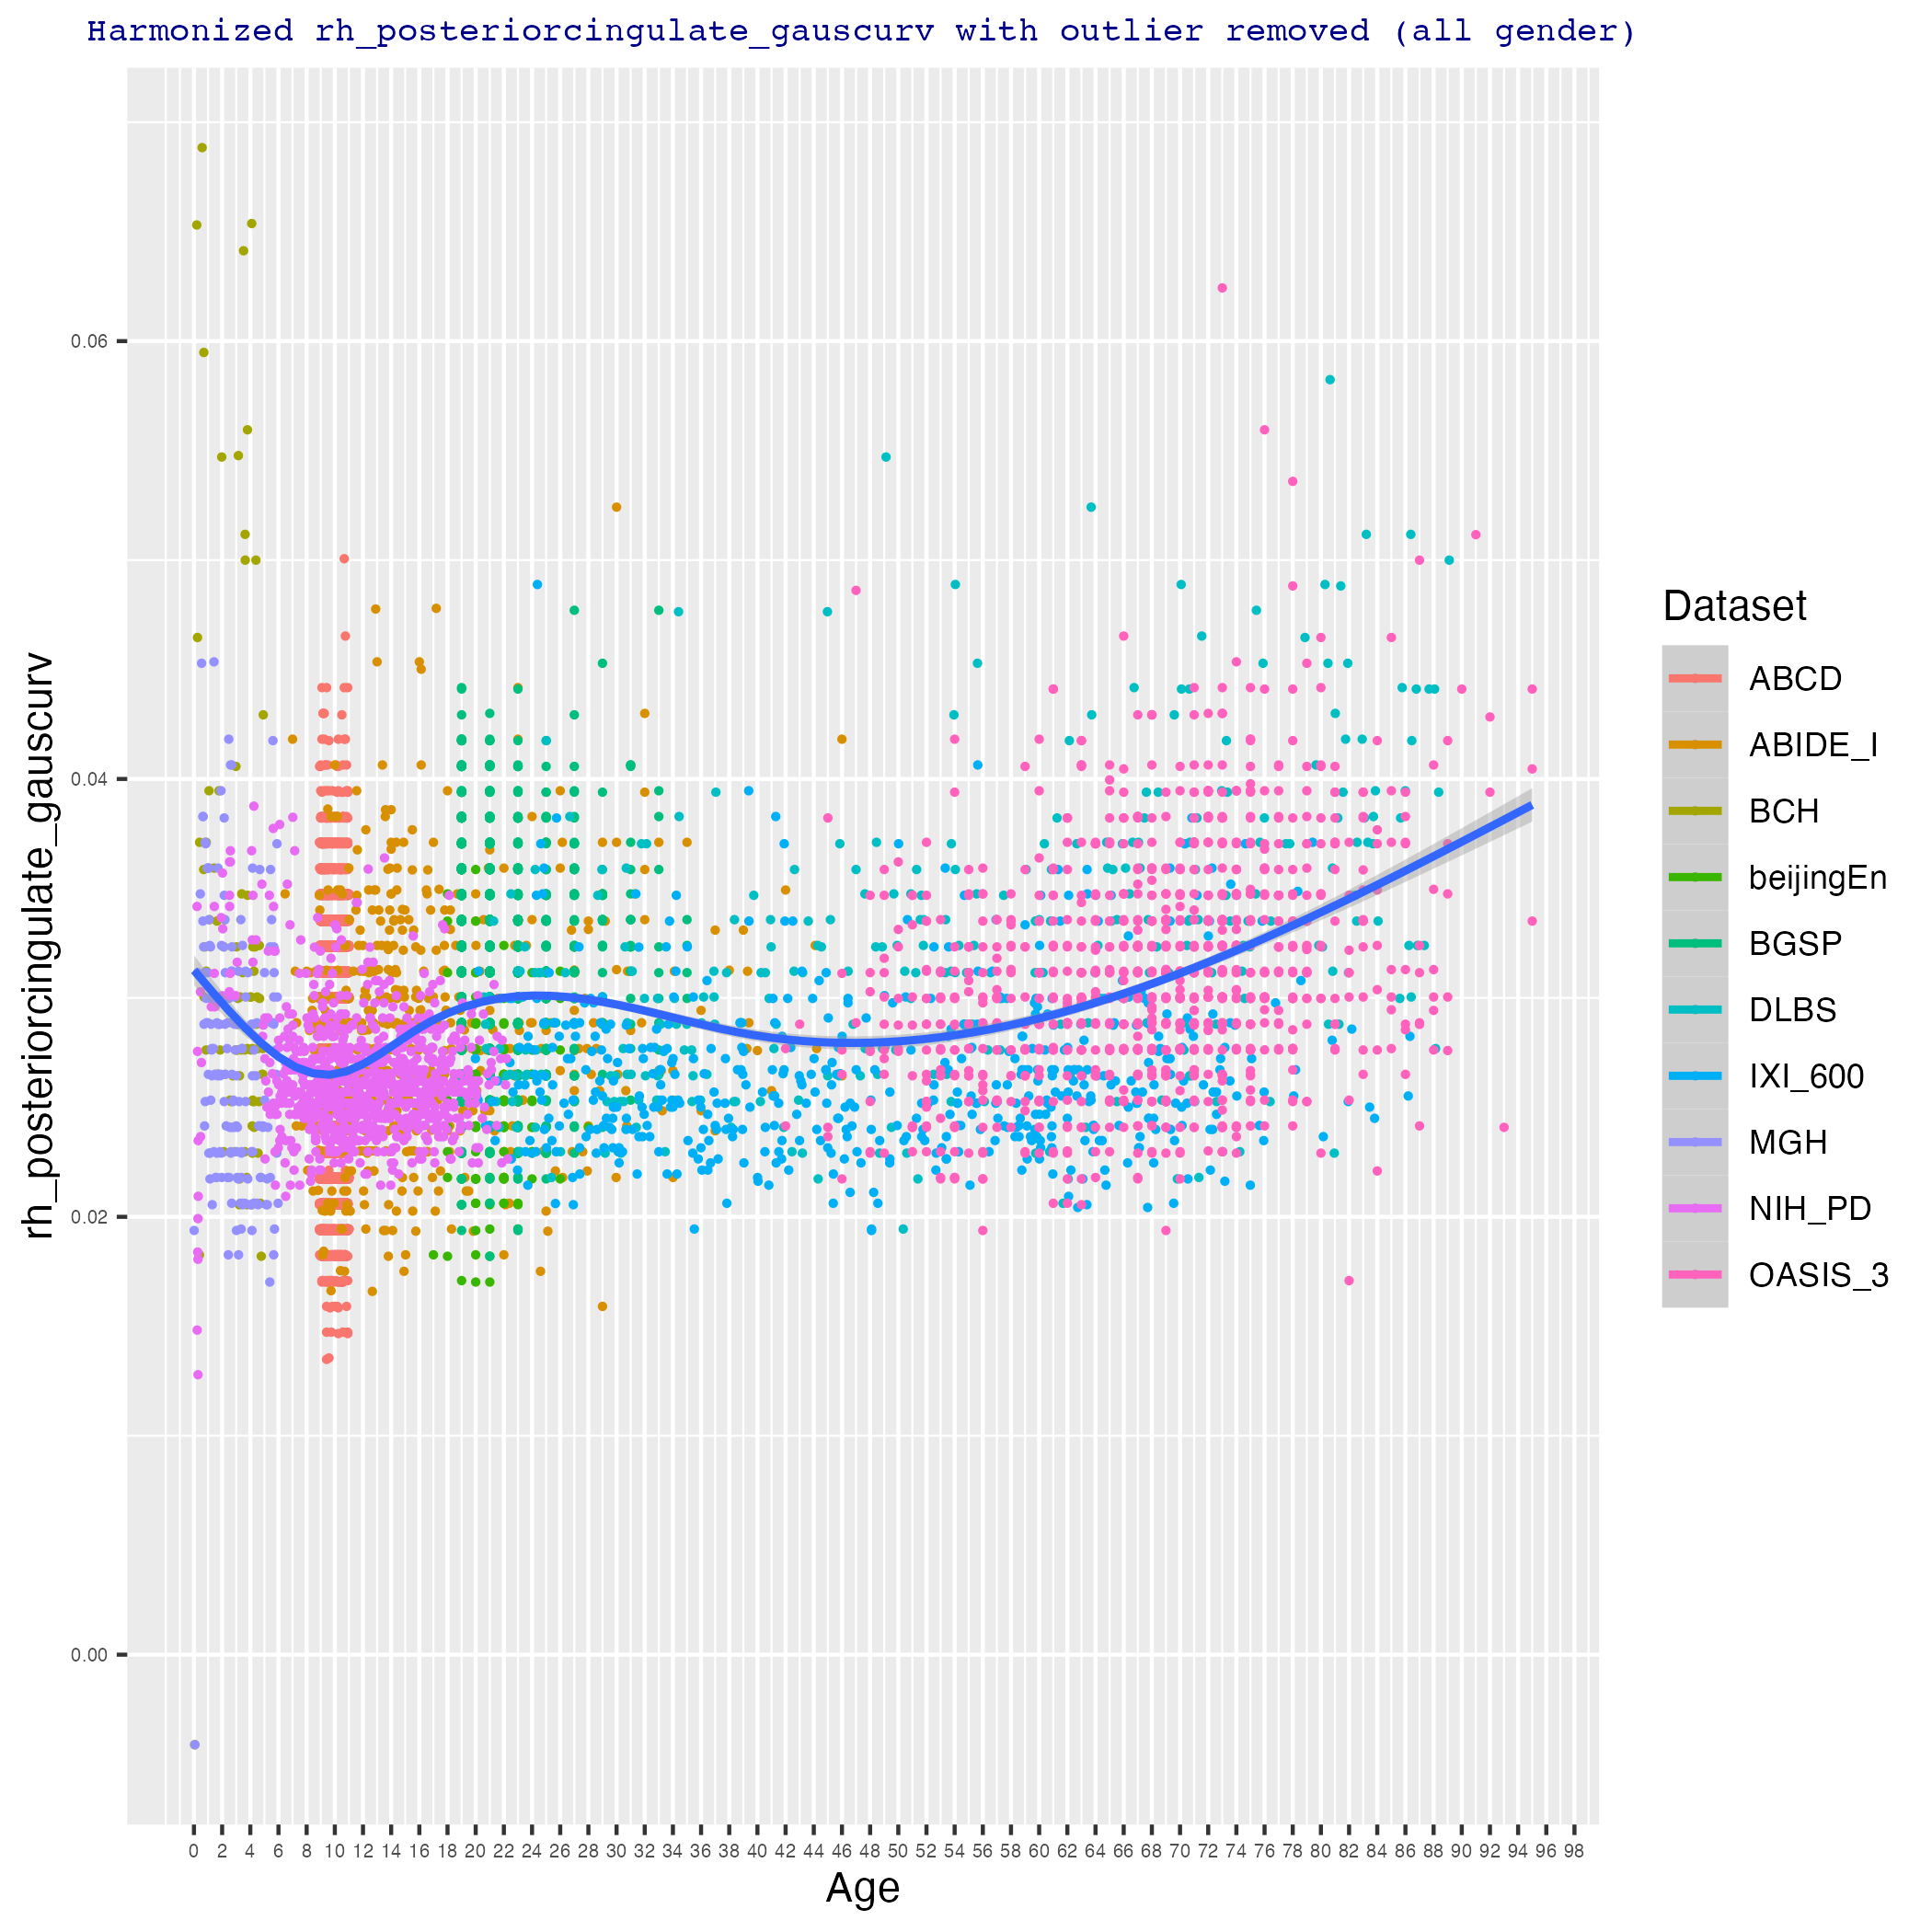 Harmonized rh_posteriorcingulate_gauscurv with outlier removed (all gender)
rh_posteriorcingulate_gauscurv
0.06
0.04
0.02
0.00
0 2 4 6 8 10 12 14 16 18 20 22 24 26 28 30 32 34 36 38 40 42 44 46 48 50 52 54 56 58 60 62 64 66 68 70 72 74 76 78 80 82 84 86 88 90 92 94 96 98
Age
Dataset
ABCD
ABIDE_I
BCH
beijingEn
BGSP
DLBS
IXI_600
MGH
NIH_PD
OASIS_3